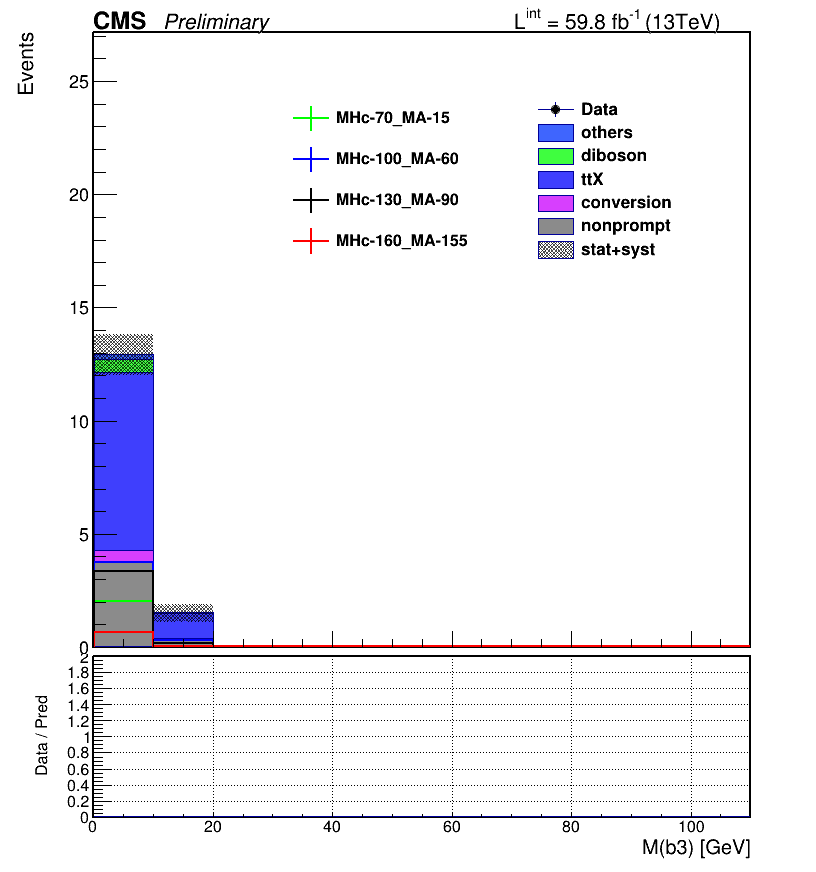 CMS Preliminary L^int = 59.8 fb^-1 (13TeV)
Events
25
20
15
10
5
0
MHc-70_MA-15
MHc-100_MA-60
MHc-130_MA-90
MHc-160_MA-155
Data
others
diboson
ttX
conversion
nonprompt
stat+syst
Data / Pred
2
1.8
1.6
1.4
1.2
1
0.8
0.6
0.4
0.2
0
0 20 40 60 80 100
M(b3) [GeV]